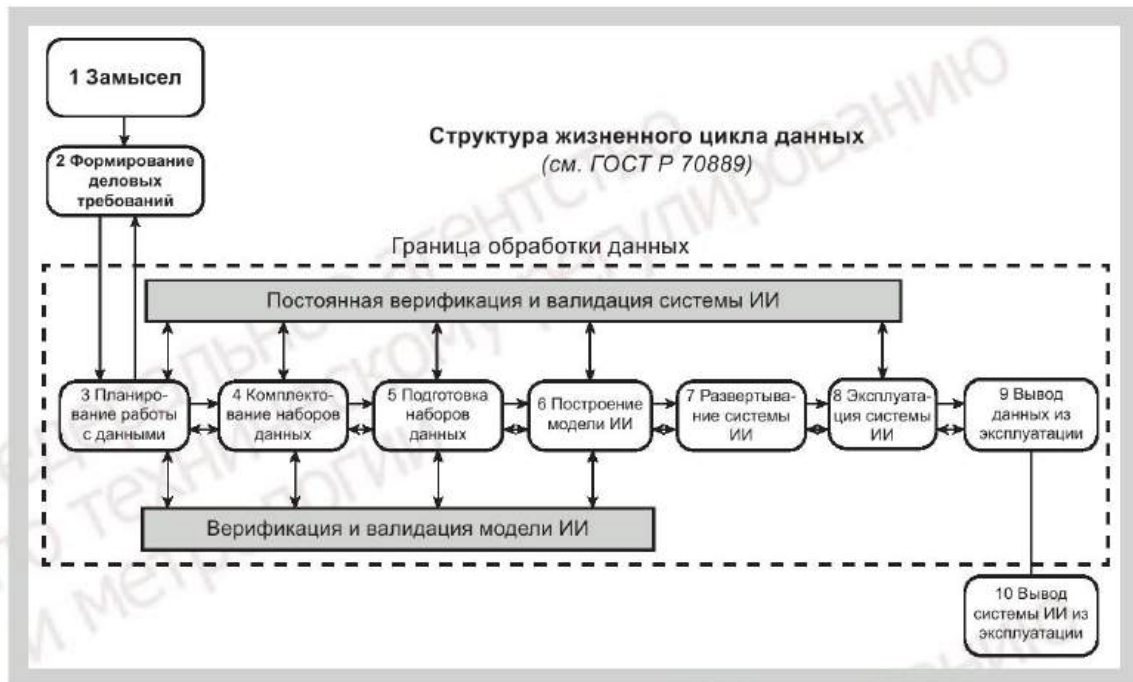 1 Замысел
2 Формирование
деловых
требований
Структура жизненного цикла данных
(см. ГОСТ Р 70889)
Граница обработки данных
Постоянная верификация и валидация системы ИИ
3 Планиро-
вание работы
с данными
4 Комплекто-
вание наборов
данных
5 Подготовка
наборов
данных
6 Построение
модели ИИ
7 Развертыва-
ние системы
ИИ
8 Эксплуата-
ция системы
ИИ
9 Вывод
данных из
эксплуатации
Верификация и валидация модели ИИ
10 Вывод
системы ИИ из
эксплуатации